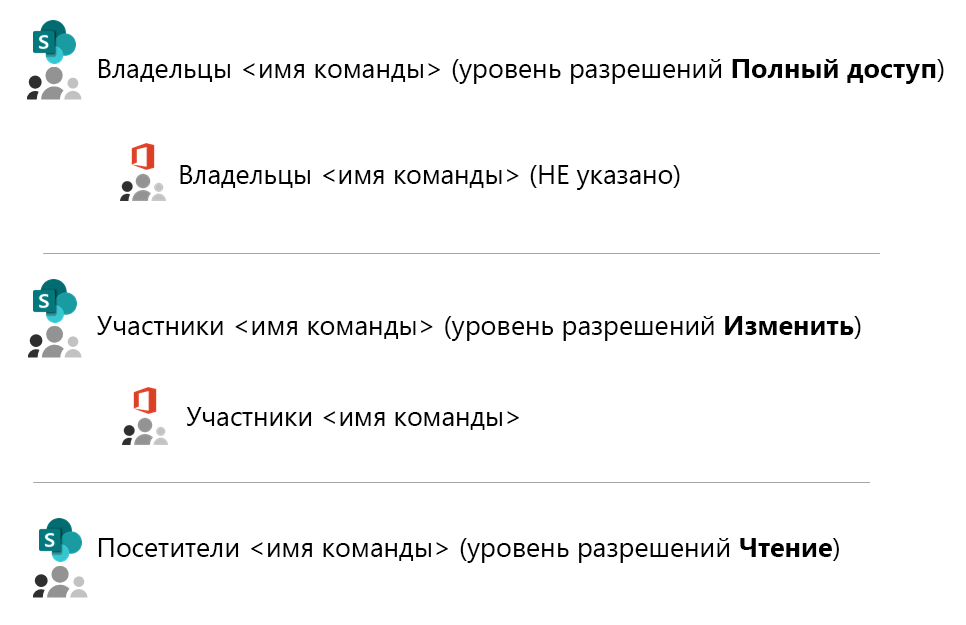 S
Владельцы <имя команды> (уровень разрешений Полный доступ)
Владельцы <имя команды> (НЕ указано)
S
Участники <имя команды> (уровень разрешений Изменить)
Участники <имя команды>
S
Посетители <имя команды> (уровень разрешений Чтение)